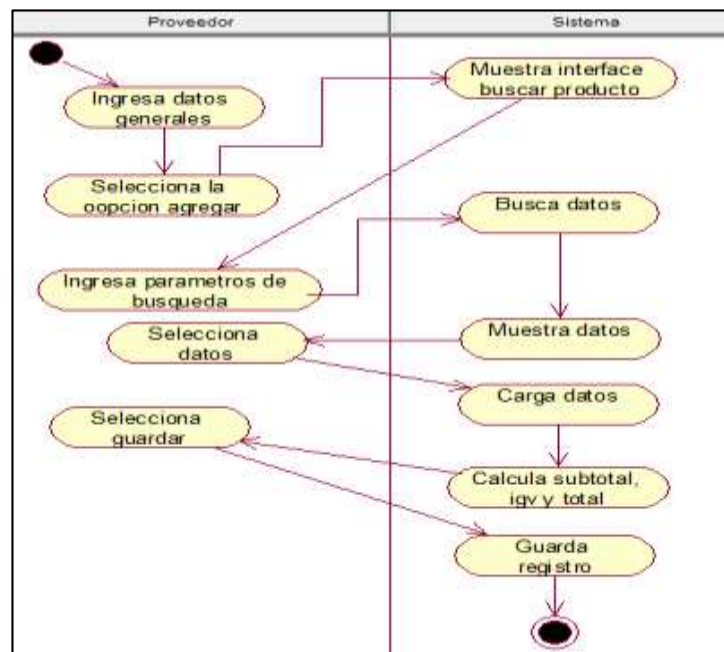 Proveedor
Sistema
Ingresa datos
generales
Muestra interface
buscar producto
Selecciona la
oopcion agregar
Busca datos
Ingresa parametros de
busqueda
Selecciona
datos
Muestra datos
Carga datos
Selecciona
guardar
Calcula subtotal,
igv y total
Guarda
registro